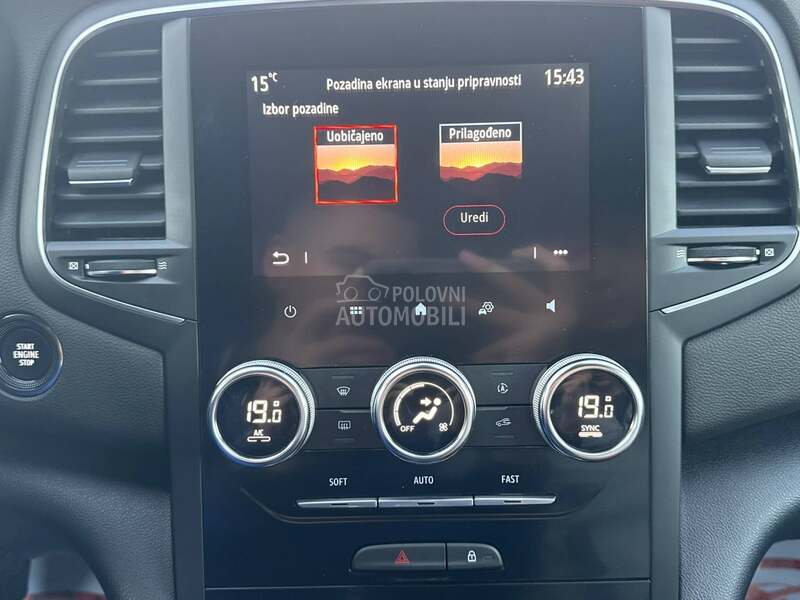 15°C Pozadina ekrana u stanju pripravnosti 15:43
Izbor pozadine
Uobičajeno Prilagođeno
Uredi
POLOVNI
AUTOMOBILI
START
ENGINE
STOP
19.0 A/C
OFF
A
19.0 SYNC
SOFT AUTO FAST